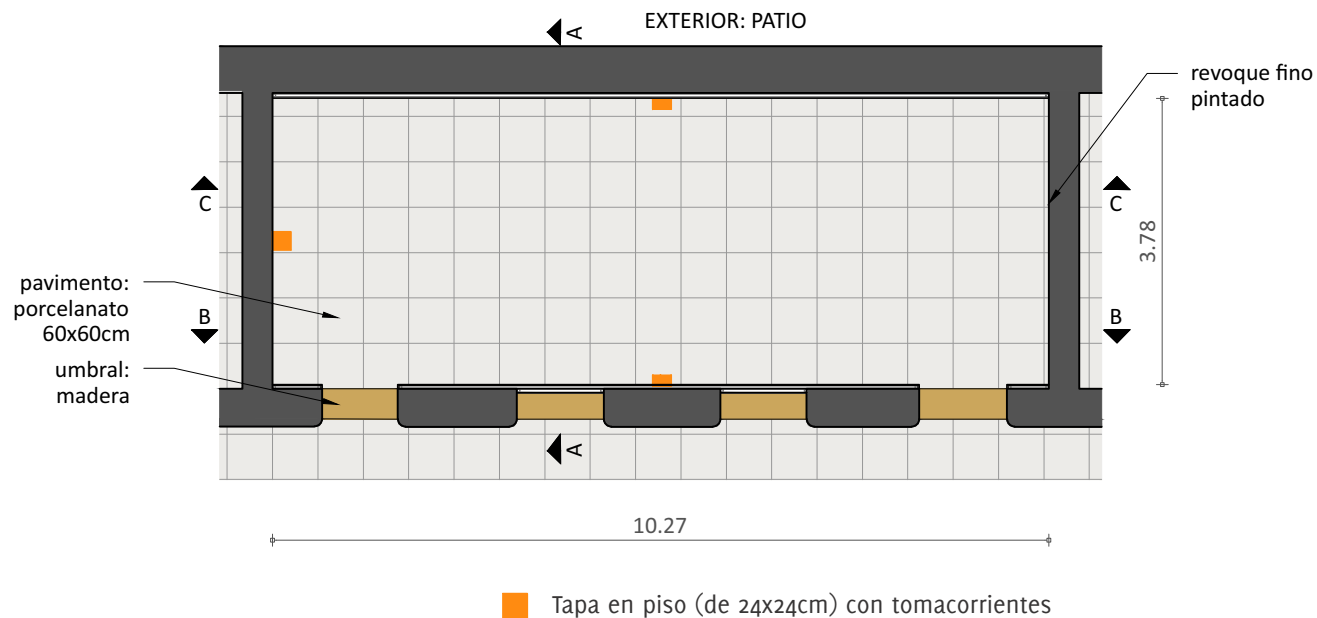 EXTERIOR: PATIO
A
revoque fino
pintado
C
C
3.78
pavimento:
porcelanato
60x60cm
B
B
umbral:
madera
A
10.27
Tapa en piso (de 24x24cm) con tomacorrientes